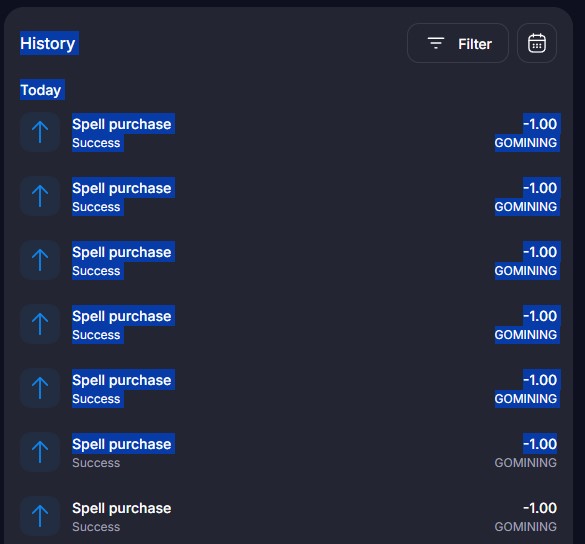 History
Filter
Today
Spell purchase
-1.00
Success
GOMINING
Spell purchase
-1.00
Success
GOMINING
Spell purchase
-1.00
Success
GOMINING
Spell purchase
-1.00
Success
GOMINING
Spell purchase
-1.00
Success
GOMINING
Spell purchase
-1.00
Success
GOMINING
Spell purchase
-1.00
Success
GOMINING